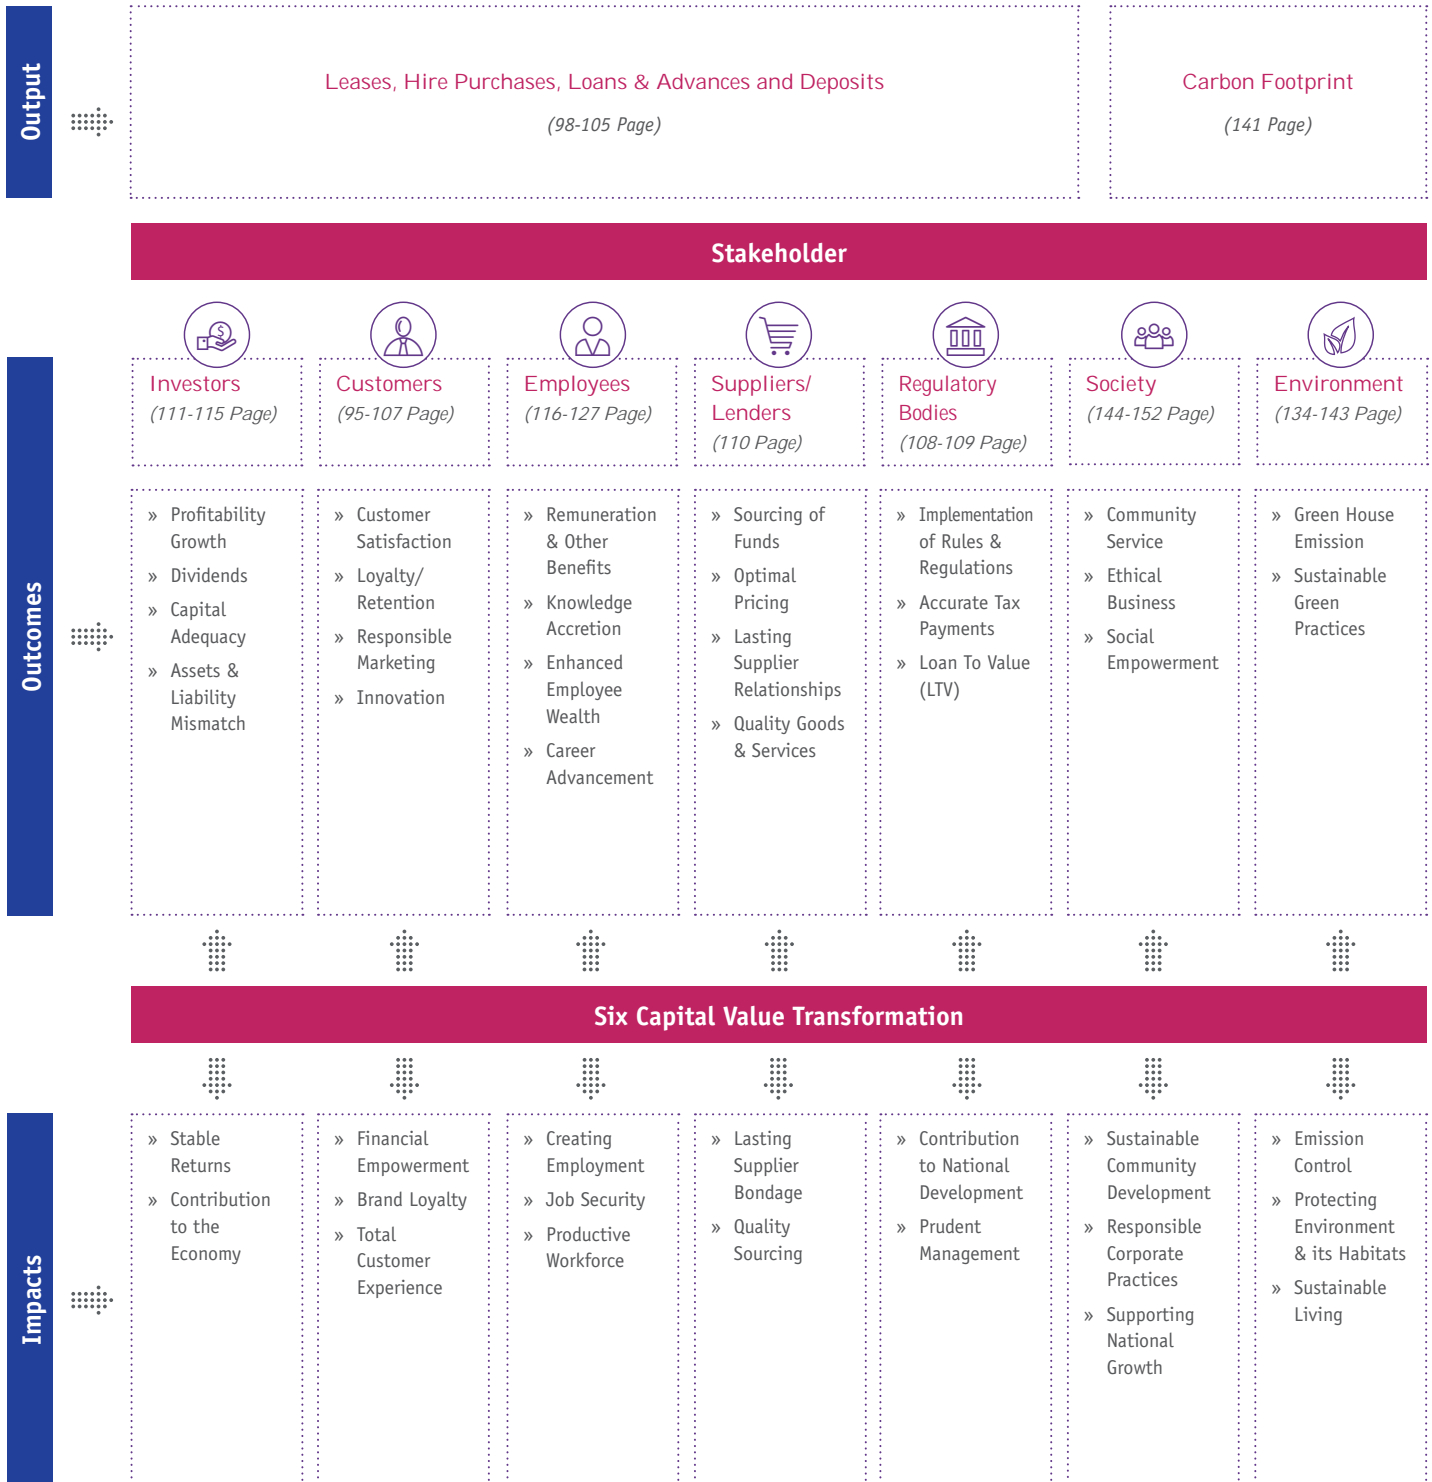 Output
Leases, Hire Purchases, Loans & Advances and Deposits
(98-105 Page)
Carbon Footprint
(141 Page)
Stakeholder
Outcomes
Investors
(111-115 Page)
Customers
(95-107 Page)
Employees
(116-127 Page)
Suppliers/
Lenders
(110 Page)
Regulatory
Bodies
(108-109 Page)
Society
(144-152 Page)
Environment
(134-143 Page)
» Profitability
Growth
» Dividends
» Capital
Adequacy
» Assets &
Liability
Mismatch
» Customer
Satisfaction
» Loyalty/
Retention
» Responsible
Marketing
» Innovation
» Remuneration
& Other
Benefits
» Knowledge
Accretion
» Enhanced
Employee
Wealth
» Career
Advancement
» Sourcing of
Funds
» Optimal
Pricing
» Lasting
Supplier
Relationships
» Quality Goods
& Services
» Implementation
of Rules &
Regulations
» Accurate Tax
Payments
» Loan To Value
(LTV)
» Community
Service
» Ethical
Business
» Social
Empowerment
» Green House
Emission
» Sustainable
Green
Practices
Six Capital Value Transformation
Impacts
» Stable
Returns
» Contribution
to the
Economy
» Financial
Empowerment
» Brand Loyalty
» Total
Customer
Experience
» Creating
Employment
» Job Security
» Productive
Workforce
» Lasting
Supplier
Bondage
» Quality
Sourcing
» Contribution
to National
Development
» Prudent
Management
» Sustainable
Community
Development
» Responsible
Corporate
Practices
» Supporting
National
Growth
» Emission
Control
» Protecting
Environment
& its Habitats
» Sustainable
Living